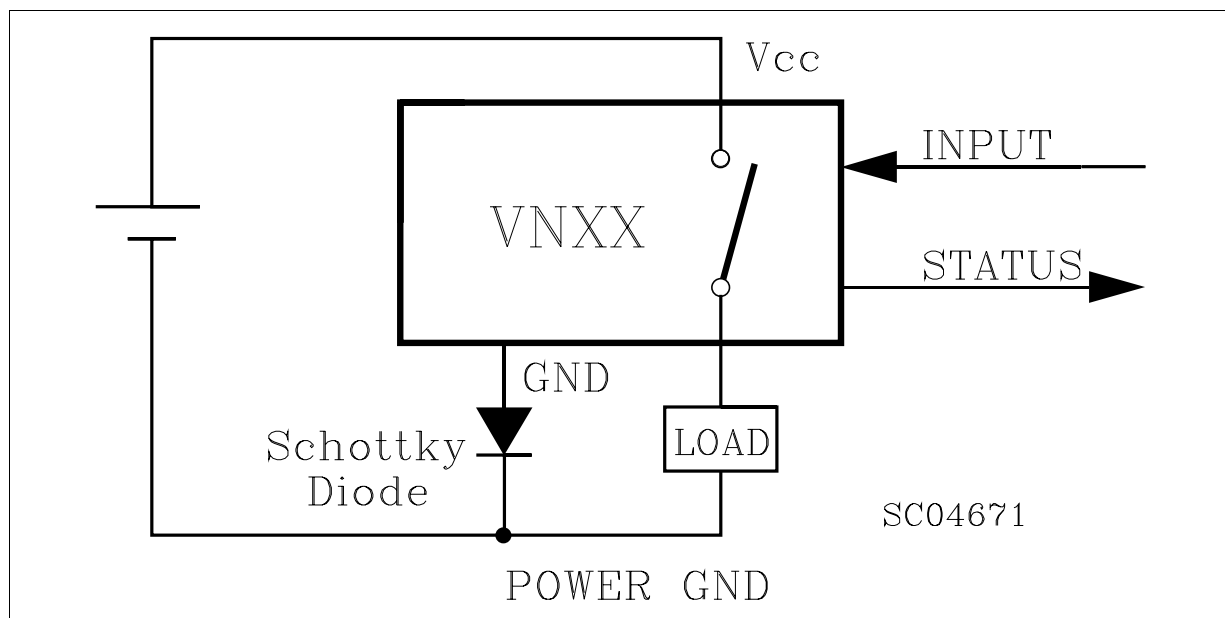 Vcc
INPUT
VNXX
STATUS
GND
Schottky
Diode
LOAD
SC04671
POWER GND